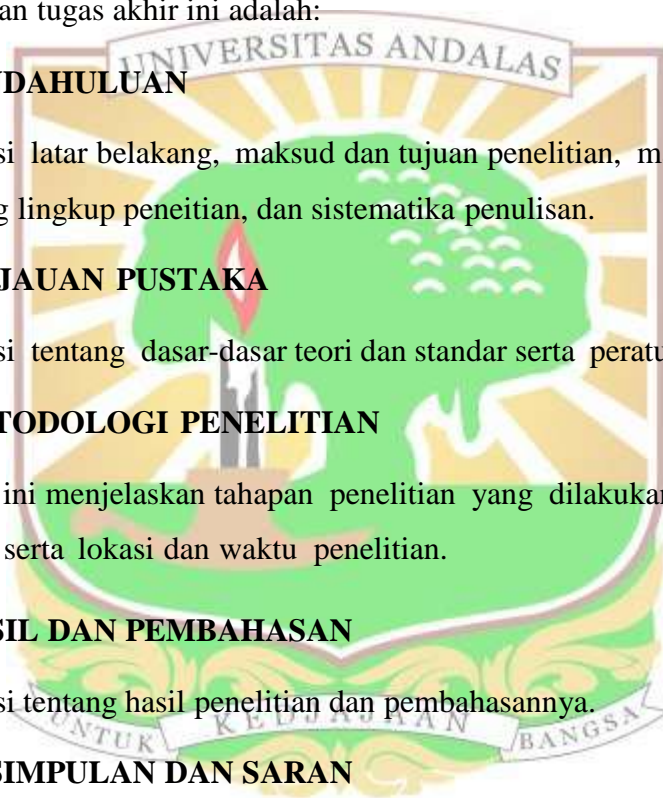 an tugas akhir ini adalah:
UNIVERSITAS ANDALAS
NDAHULUAN
si latar belakang, maksud dan tujuan penelitian, m
g lingkup peneitian, dan sistematika penulisan.
JAUAN PUSTAKA
si tentang dasar-dasar teori dan standar serta peratu
TODOLOGI PENELITIAN
ini menjelaskan tahapan penelitian yang dilakukan
serta lokasi dan waktu penelitian.
SIL DAN PEMBAHASAN
si tentang hasil penelitian dan pembahasannya.
UNTUK KEDJAJAAN BANGSA
SIMPULAN DAN SARAN